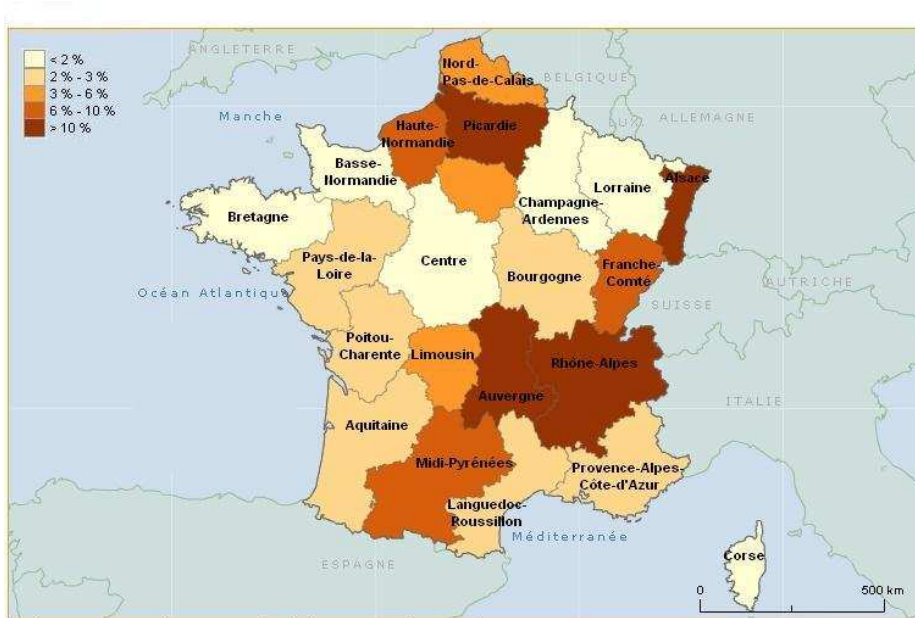 < 2 %
2 % - 3 %
3 % - 6 %
6 % - 10 %
> 10 %
ANGLETERRE
Nord-
Pas-de-Calais
BELGIQUE
LUX
ALLEMAGNE
Manche
Haute-
Normandie
Picardie
Basse-
Normandie
Champagne-
Ardennes
Lorraine
Alsace
Bretagne
Pays-de-la-
Loire
Centre
Bourgogne
Franche-
Comté
AUTRICHE
SUISSE
Océan Atlantique
Poitou-
Charente
Limousin
Auvergne
Rhône-Alpes
ITALIE
Aquitaine
Midi-Pyrénées
Provence-Alpes-
Côte-d'Azur
Languedoc-
Roussillon
Méditerranée
ESPAGNE
Corse
0
500 km